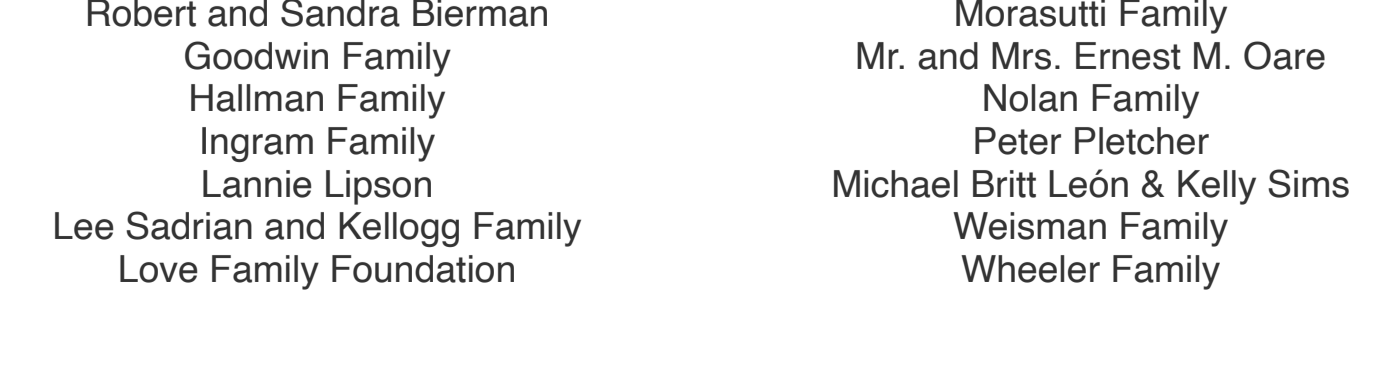 Robert and Sandra Bierman
Goodwin Family
Hallman Family
Ingram Family
Lannie Lipson
Lee Sadrian and Kellogg Family
Love Family Foundation
Morasutti Family
Mr. and Mrs. Ernest M. Oare
Nolan Family
Peter Pletcher
Michael Britt León & Kelly Sims
Weisman Family
Wheeler Family